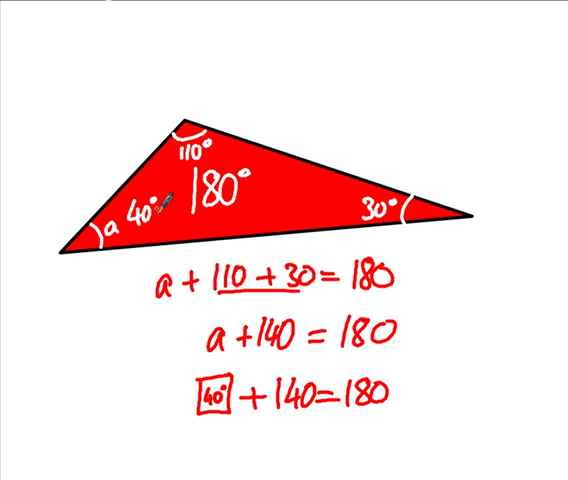 110°
180°
a 40°
30°
a + 110 + 30 = 180
a + 140 = 180
40° + 140 = 180